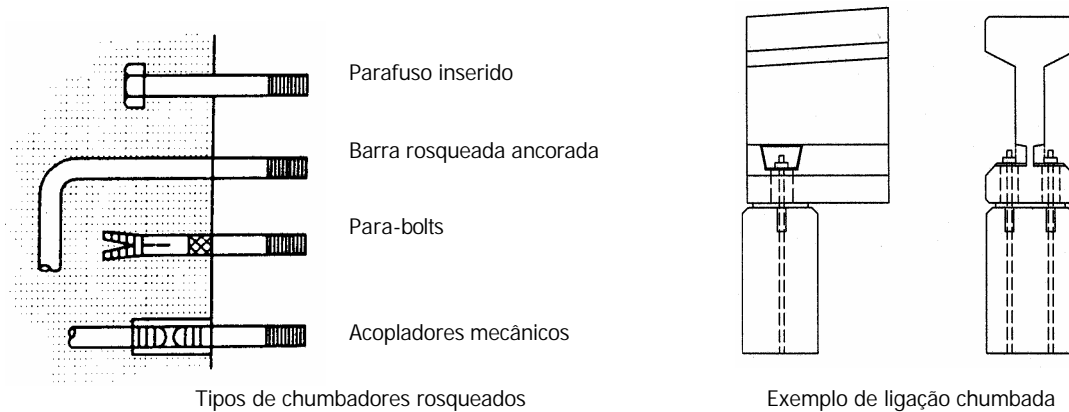 Parafuso inserido
Barra rosqueada ancorada
Para-bolts
Acopladores mecânicos
Tipos de chumbadores rosqueados
Exemplo de ligação chumbada